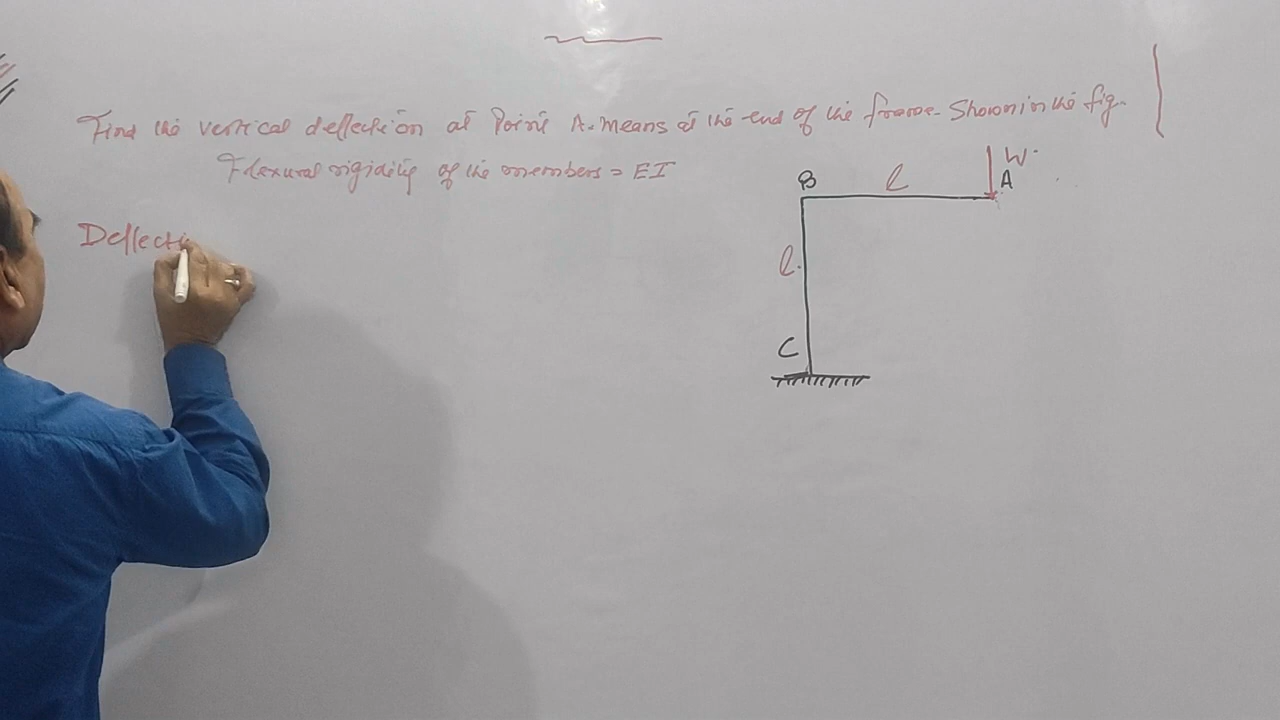 Find the vertical deflection at Point A. Means at the end of the frame. Shown in the fig.
Flexural rigidity of the members = EI
W
B
l
A
Deflecti
l
C